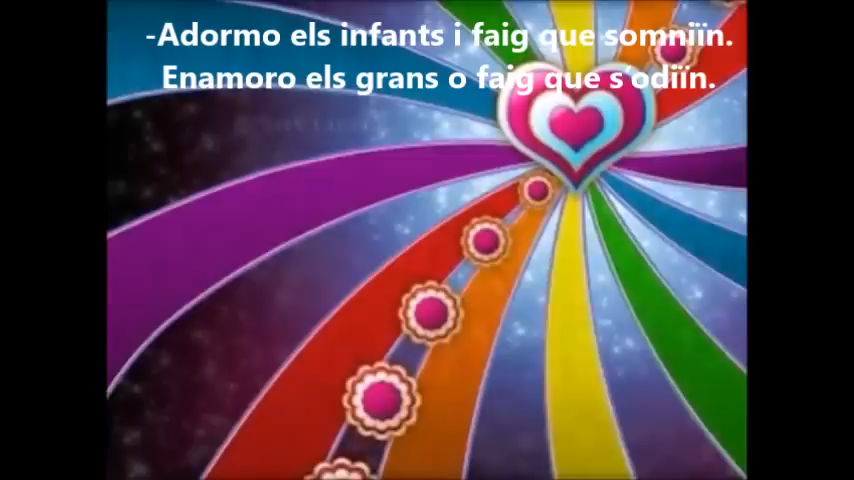 -Adormo els infants i faig que somniïn.
Enamoro els grans o faig que s´odiïn.